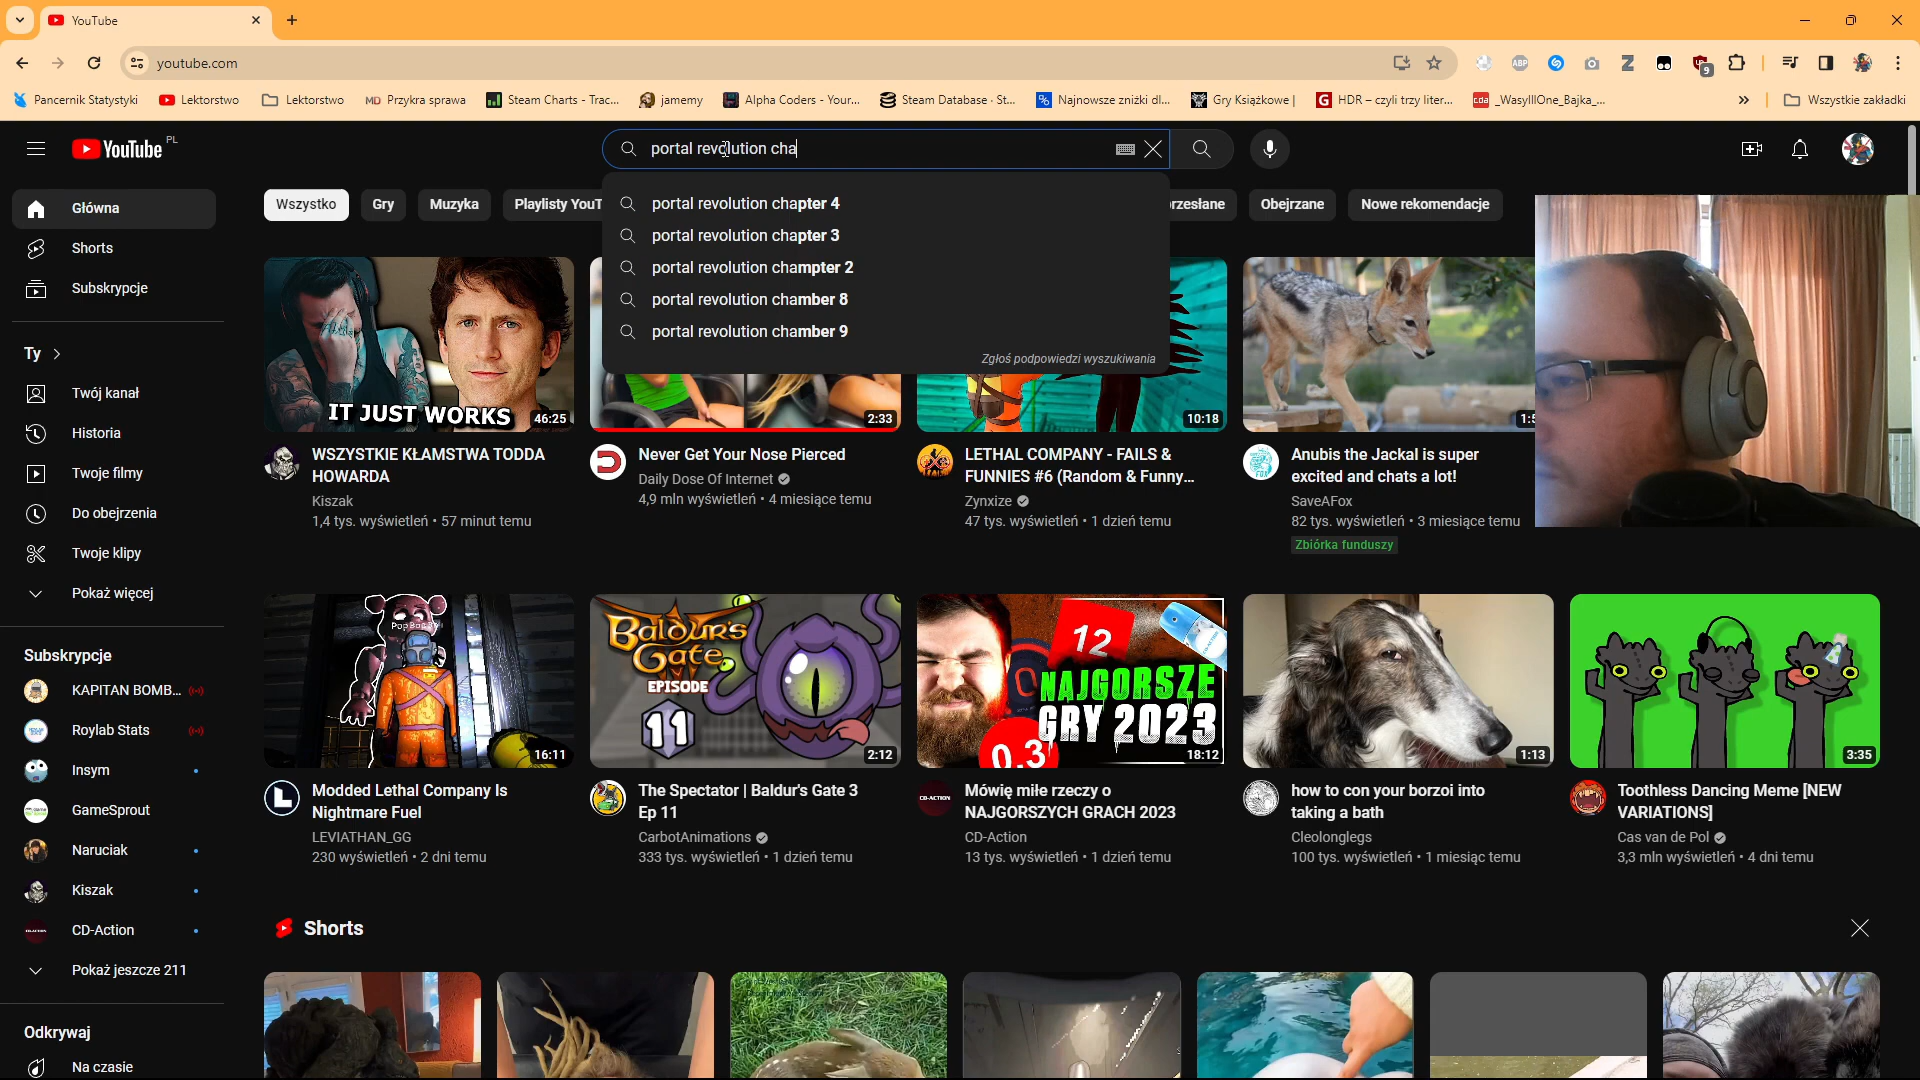 YouTube
youtube.com
9
Pancernik Statystyki
Lektorstwo
Lektorstwo
MD Przykra sprawa
Steam Charts - Trac...
jamemy
Alpha Coders - Your...
Steam Database · St...
Najnowsze zniżki dl...
Gry Książkowe |
HDR – czyli trzy liter...
_WasyIIIOne_Bajka_...
Wszystkie zakładki
YouTube PL
portal revolution cha
portal revolution chapter 4
portal revolution chapter 3
portal revolution champter 2
portal revolution chamber 8
portal revolution chamber 9
Zgłoś podpowiedzi wyszukiwania
Wszystko
Gry
Muzyka
Playlisty YouT
rzesłane
Obejrzane
Nowe rekomendacje
Główna
Shorts
Subskrypcje
Ty
Twój kanał
Historia
Twoje filmy
Do obejrzenia
Twoje klipy
Pokaż więcej
Subskrypcje
KAPITAN BOMB...
Roylab Stats
Insym
GameSprout
Naruciak
Kiszak
CD-Action
Pokaż jeszcze 211
Odkrywaj
Na czasie
IT JUST WORKS
46:25
2:33
10:18
1:5
WSZYSTKIE KŁAMSTWA TODDA
HOWARDA
Kiszak
1,4 tys. wyświetleń • 57 minut temu
Never Get Your Nose Pierced
Daily Dose Of Internet
4,9 mln wyświetleń • 4 miesiące temu
LETHAL COMPANY - FAILS &
FUNNIES #6 (Random & Funny...
Zynxize
47 tys. wyświetleń • 1 dzień temu
Anubis the Jackal is super
excited and chats a lot!
SaveAFox
82 tys. wyświetleń • 3 miesiące temu
Zbiórka funduszy
16:11
BALDUR'S
GATE
EPISODE
11
2:12
12
NAJGORSZE
GRY 2023
0.3
18:12
1:13
3:35
Modded Lethal Company Is
Nightmare Fuel
LEVIATHAN_GG
230 wyświetleń • 2 dni temu
The Spectator | Baldur's Gate 3
Ep 11
CarbotAnimations
333 tys. wyświetleń • 1 dzień temu
Mówię miłe rzeczy o
NAJGORSZYCH GRACH 2023
CD-Action
13 tys. wyświetleń • 1 dzień temu
how to con your borzoi into
taking a bath
Cleolonglegs
100 tys. wyświetleń • 1 miesiąc temu
Toothless Dancing Meme [NEW
VARIATIONS]
Cas van de Pol
3,3 mln wyświetleń • 4 dni temu
Shorts